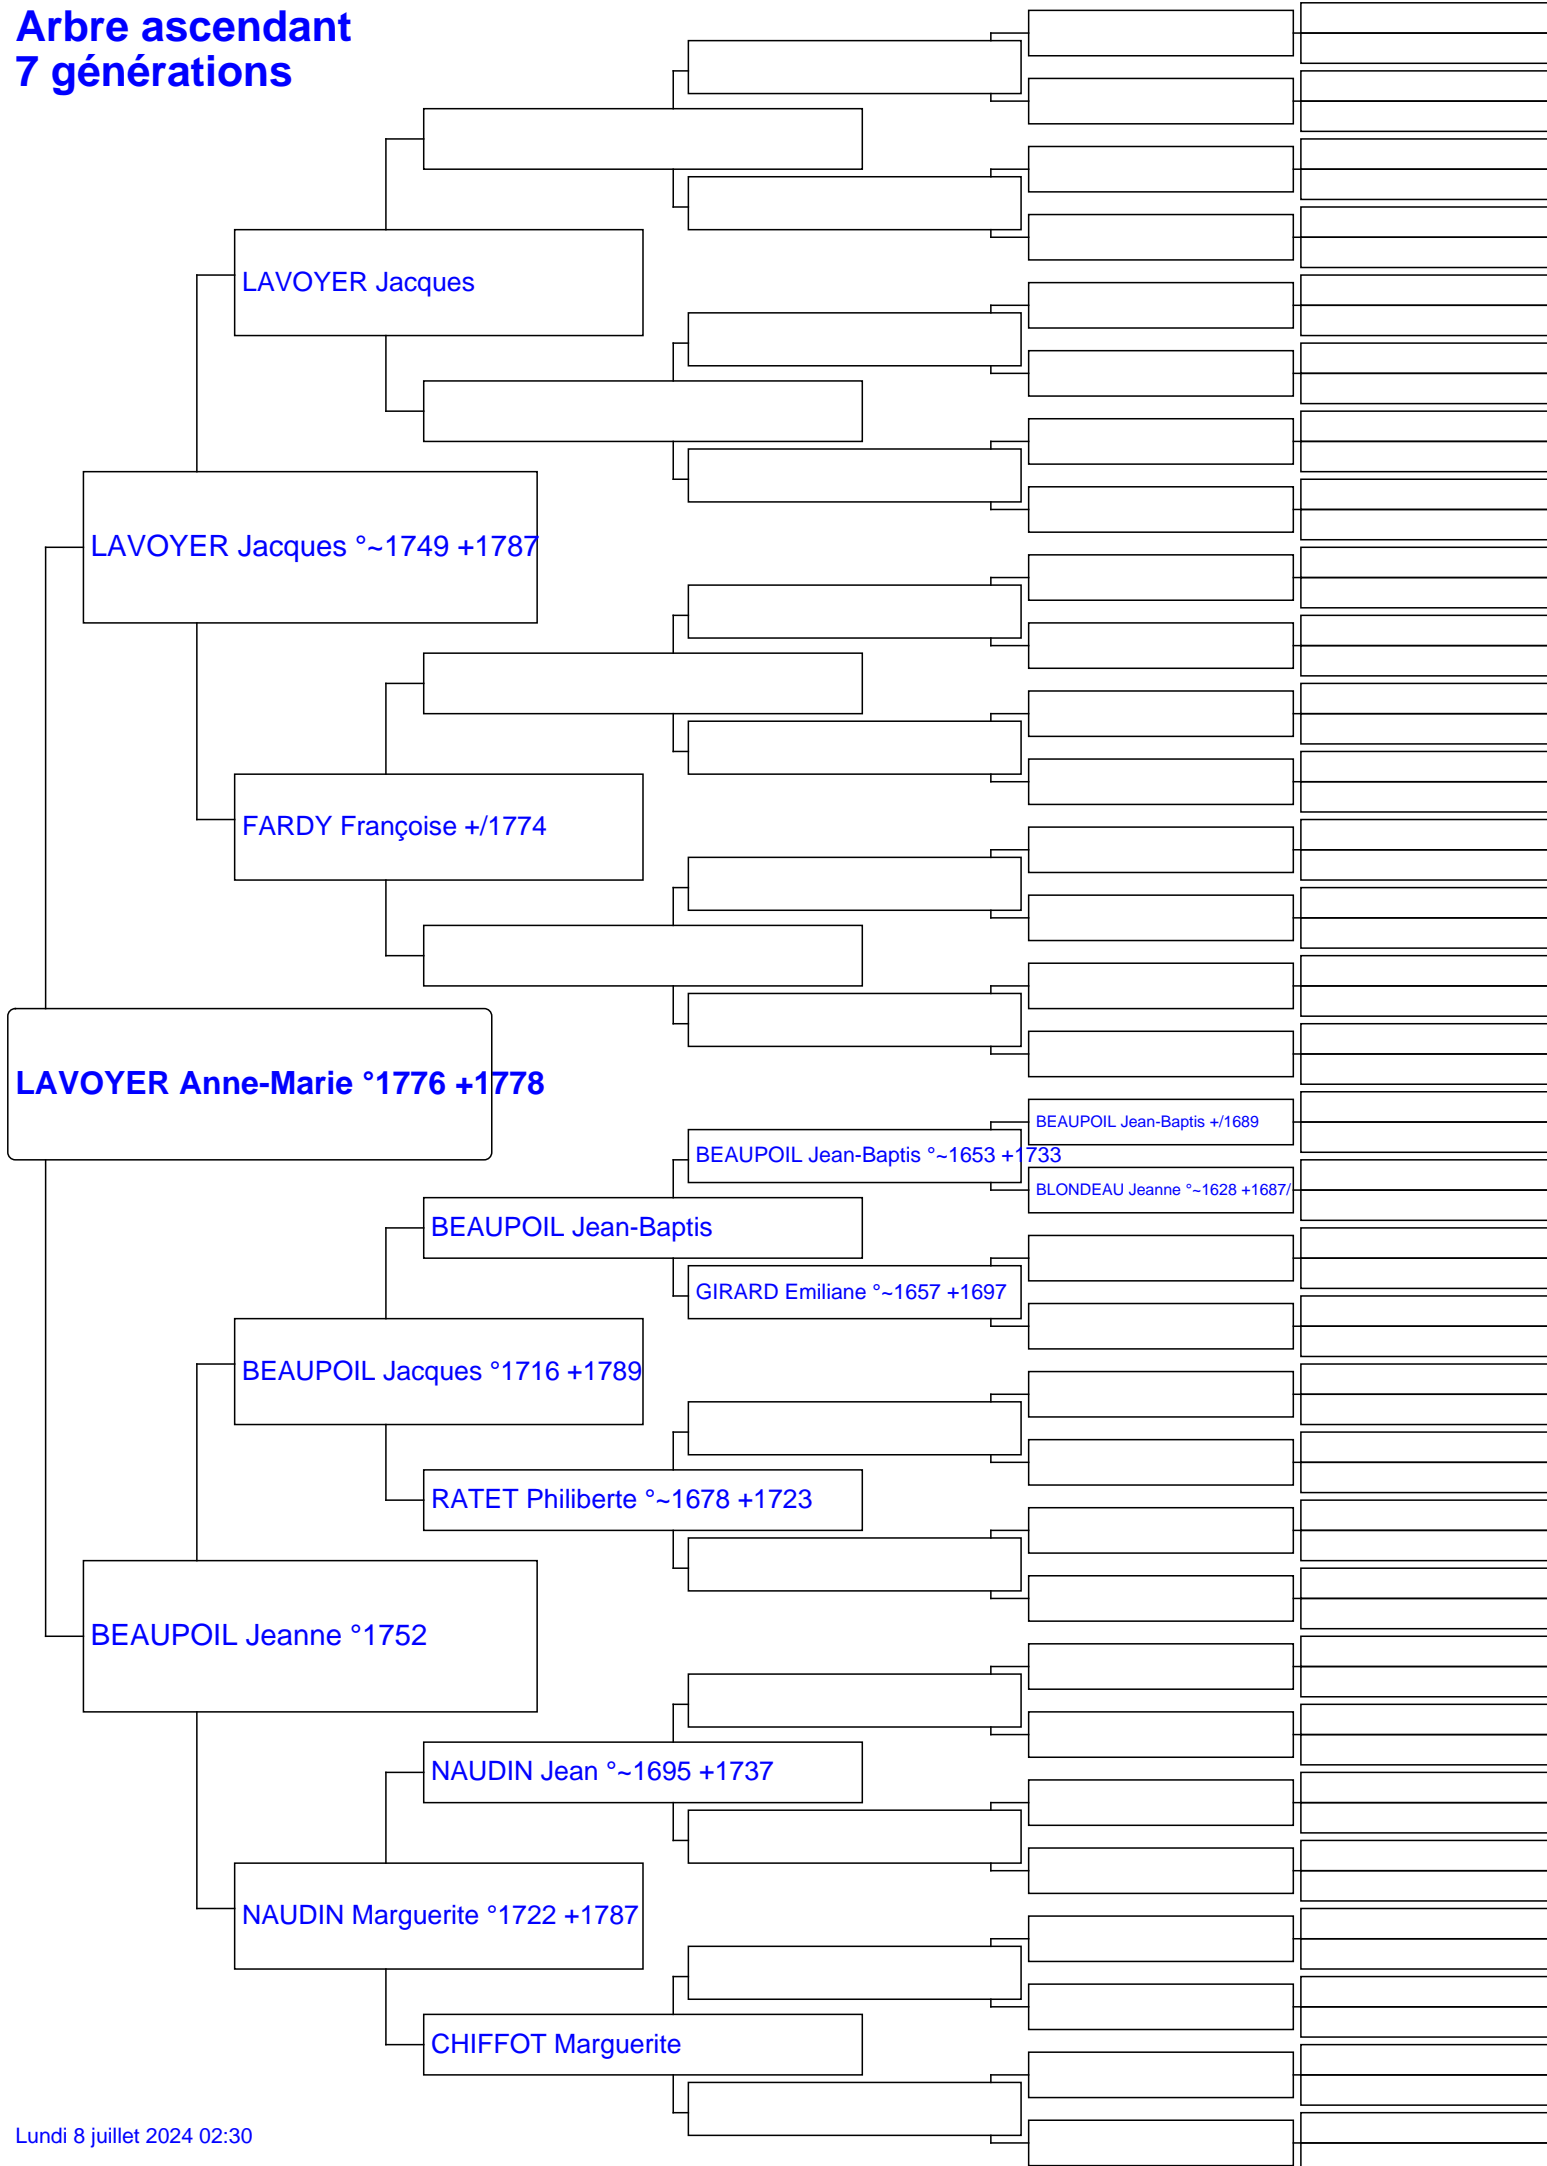 Arbre ascendant
7 générations
LAVOYER Jacques
LAVOYER Jacques °~1749 +1787
FARDY Françoise +/1774
LAVOYER Anne-Marie °1776 +1778
BEAUPOIL Jean-Baptis +/1689
BEAUPOIL Jean-Baptis °~1653 +1733
BLONDEAU Jeanne °~1628 +1687/
BEAUPOIL Jean-Baptis
GIRARD Emiliane °~1657 +1697
BEAUPOIL Jacques °1716 +1789
RATET Philiberte °~1678 +1723
BEAUPOIL Jeanne °1752
NAUDIN Jean °~1695 +1737
NAUDIN Marguerite °1722 +1787
CHIFFOT Marguerite
Lundi 8 juillet 2024 02:30